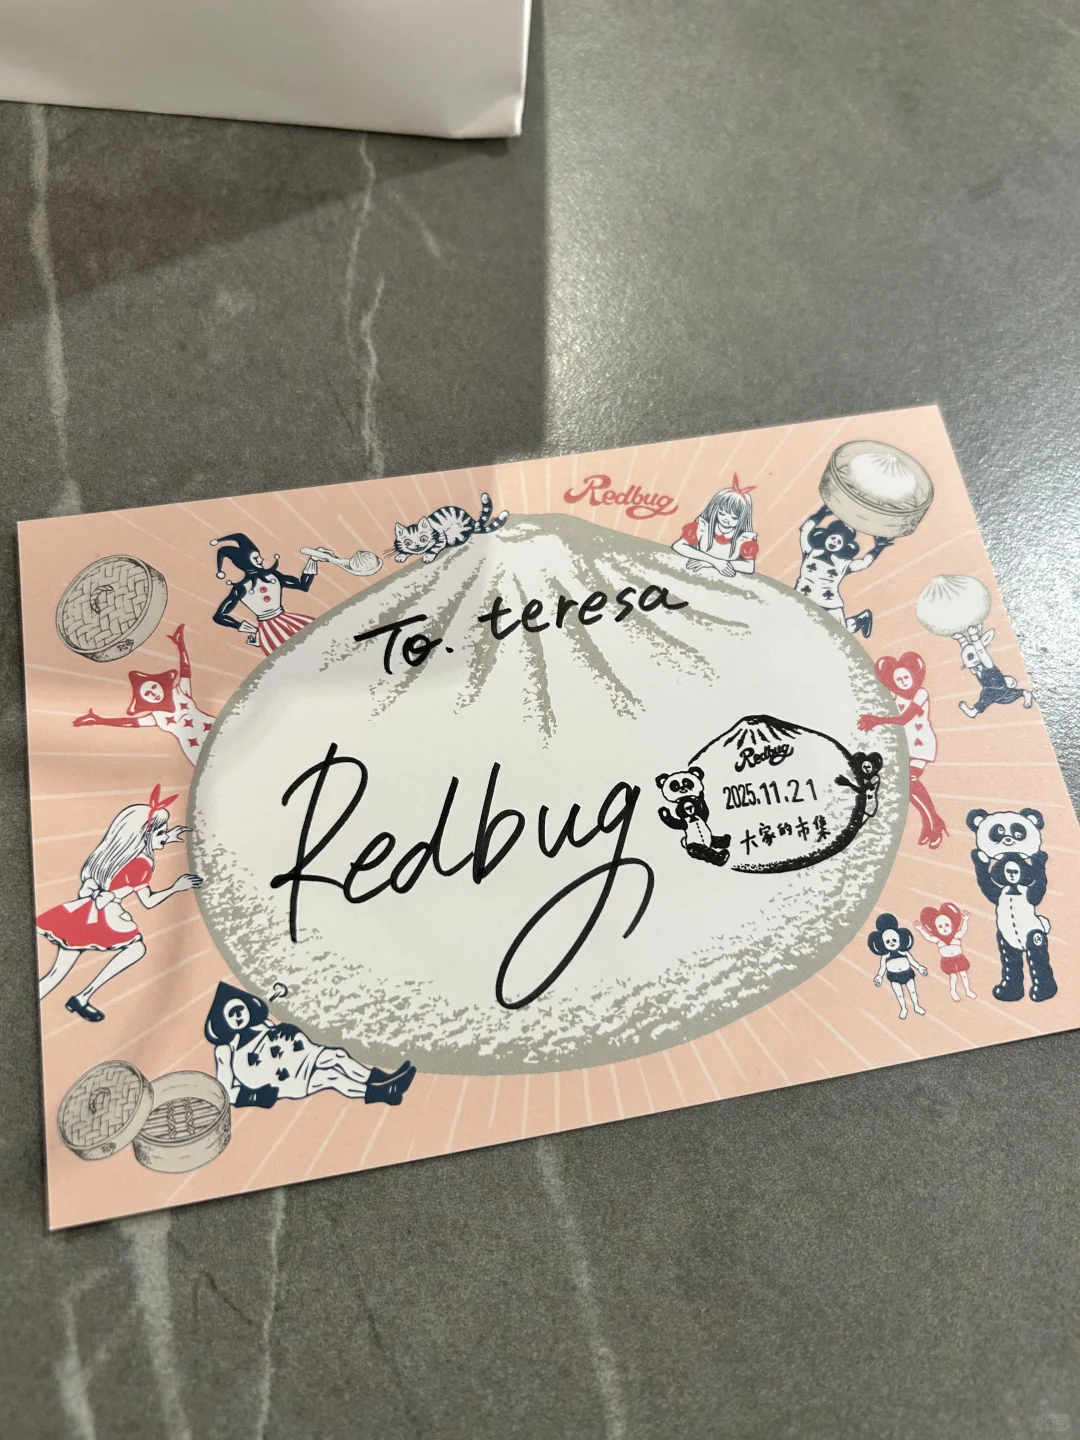 Redbug
To. teresa
Redbug
Redbug
2025.11.21
大家的市集